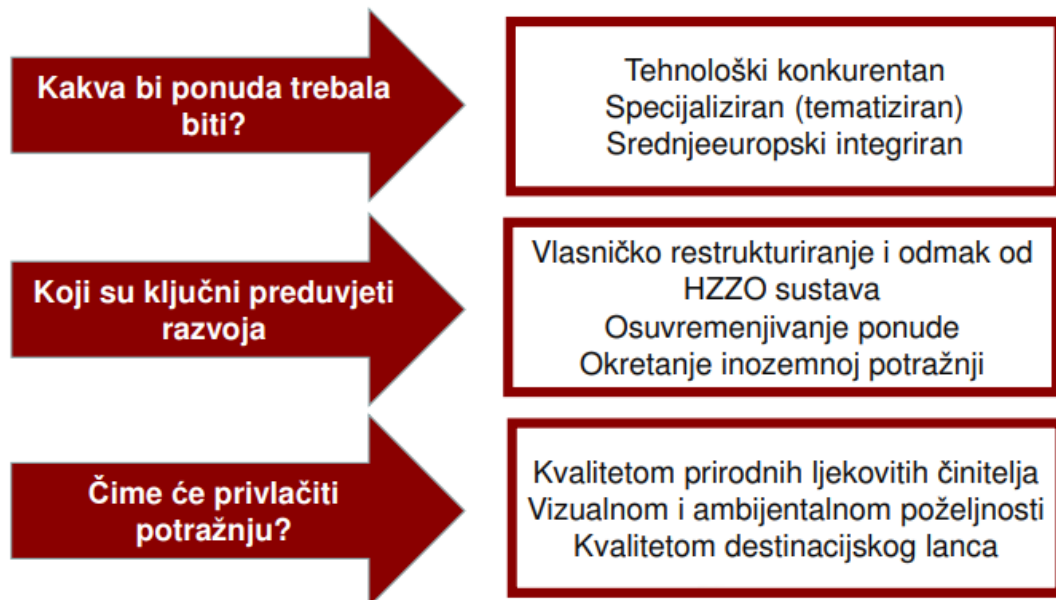 Kakva bi ponuda trebala
biti?
Tehnološki konkurentan
Specijaliziran (tematiziran)
Srednjeeuropski integriran
Koji su ključni preduvjeti
razvoja
Vlasničko restrukturiranje i odmak od
HZZO sustava
Osuvremenjivanje ponude
Okretanje inozemnoj potražnji
Čime će privlačiti
potražnju?
Kvalitetom prirodnih ljekovitih činitelja
Vizualnom i ambijentalnom poželjnosti
Kvalitetom destinacijskog lanca